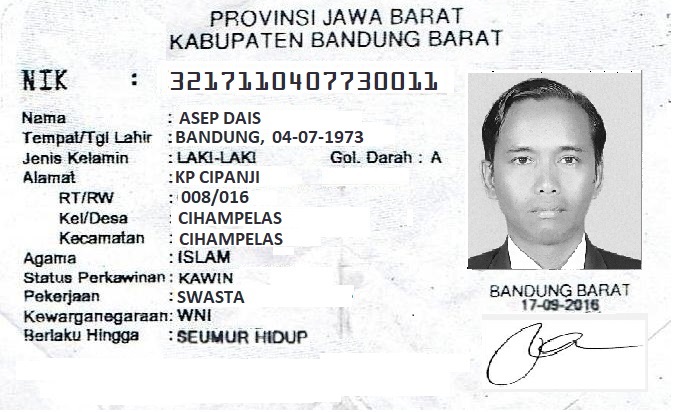 PROVINSI JAWA BARAT
KABUPATEN BANDUNG BARAT
NIK : 3217110407730011
Nama : ASEP DAIS
Tempat/Tgl Lahir : BANDUNG, 04-07-1973
Jenis Kelamin : LAKI-LAKI Gol. Darah : A
Alamat : KP CIPANJI
RT/RW : 008/016
Kel/Desa : CIHAMPELAS
Kecamatan : CIHAMPELAS
Agama : ISLAM
Status Perkawinan : KAWIN
Pekerjaan : SWASTA
Kewarganegaraan : WNI
Berlaku Hingga : SEUMUR HIDUP
BANDUNG BARAT
17-09-2016